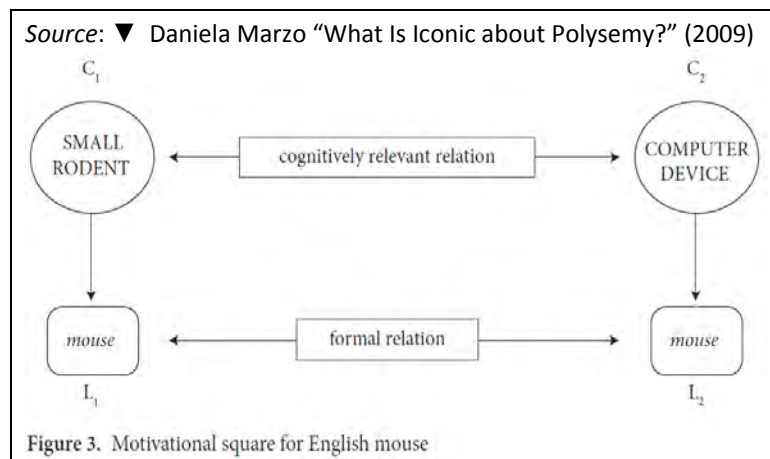 Source: ▼ Daniela Marzo “What Is Iconic about Polysemy?” (2009)
C₁ C₂
SMALL
RODENT
cognitively relevant relation
COMPUTER
DEVICE
mouse
formal relation
mouse
L₁ L₂
Figure 3. Motivational square for English mouse